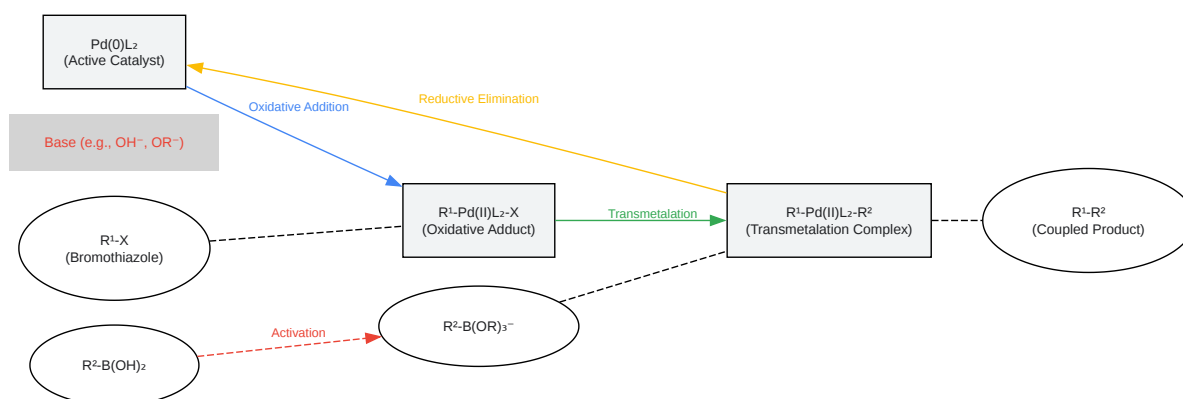 Pd(0)L₂
(Active Catalyst)
Oxidative Addition
Reductive Elimination
Base (e.g., OH⁻, OR⁻)
R¹-X
(Bromothiazole)
R¹-Pd(II)L₂-X
(Oxidative Adduct)
Transmetalation
R¹-Pd(II)L₂-R²
(Transmetalation Complex)
R¹-R²
(Coupled Product)
R²-B(OH)₂
Activation
R²-B(OR)₃⁻